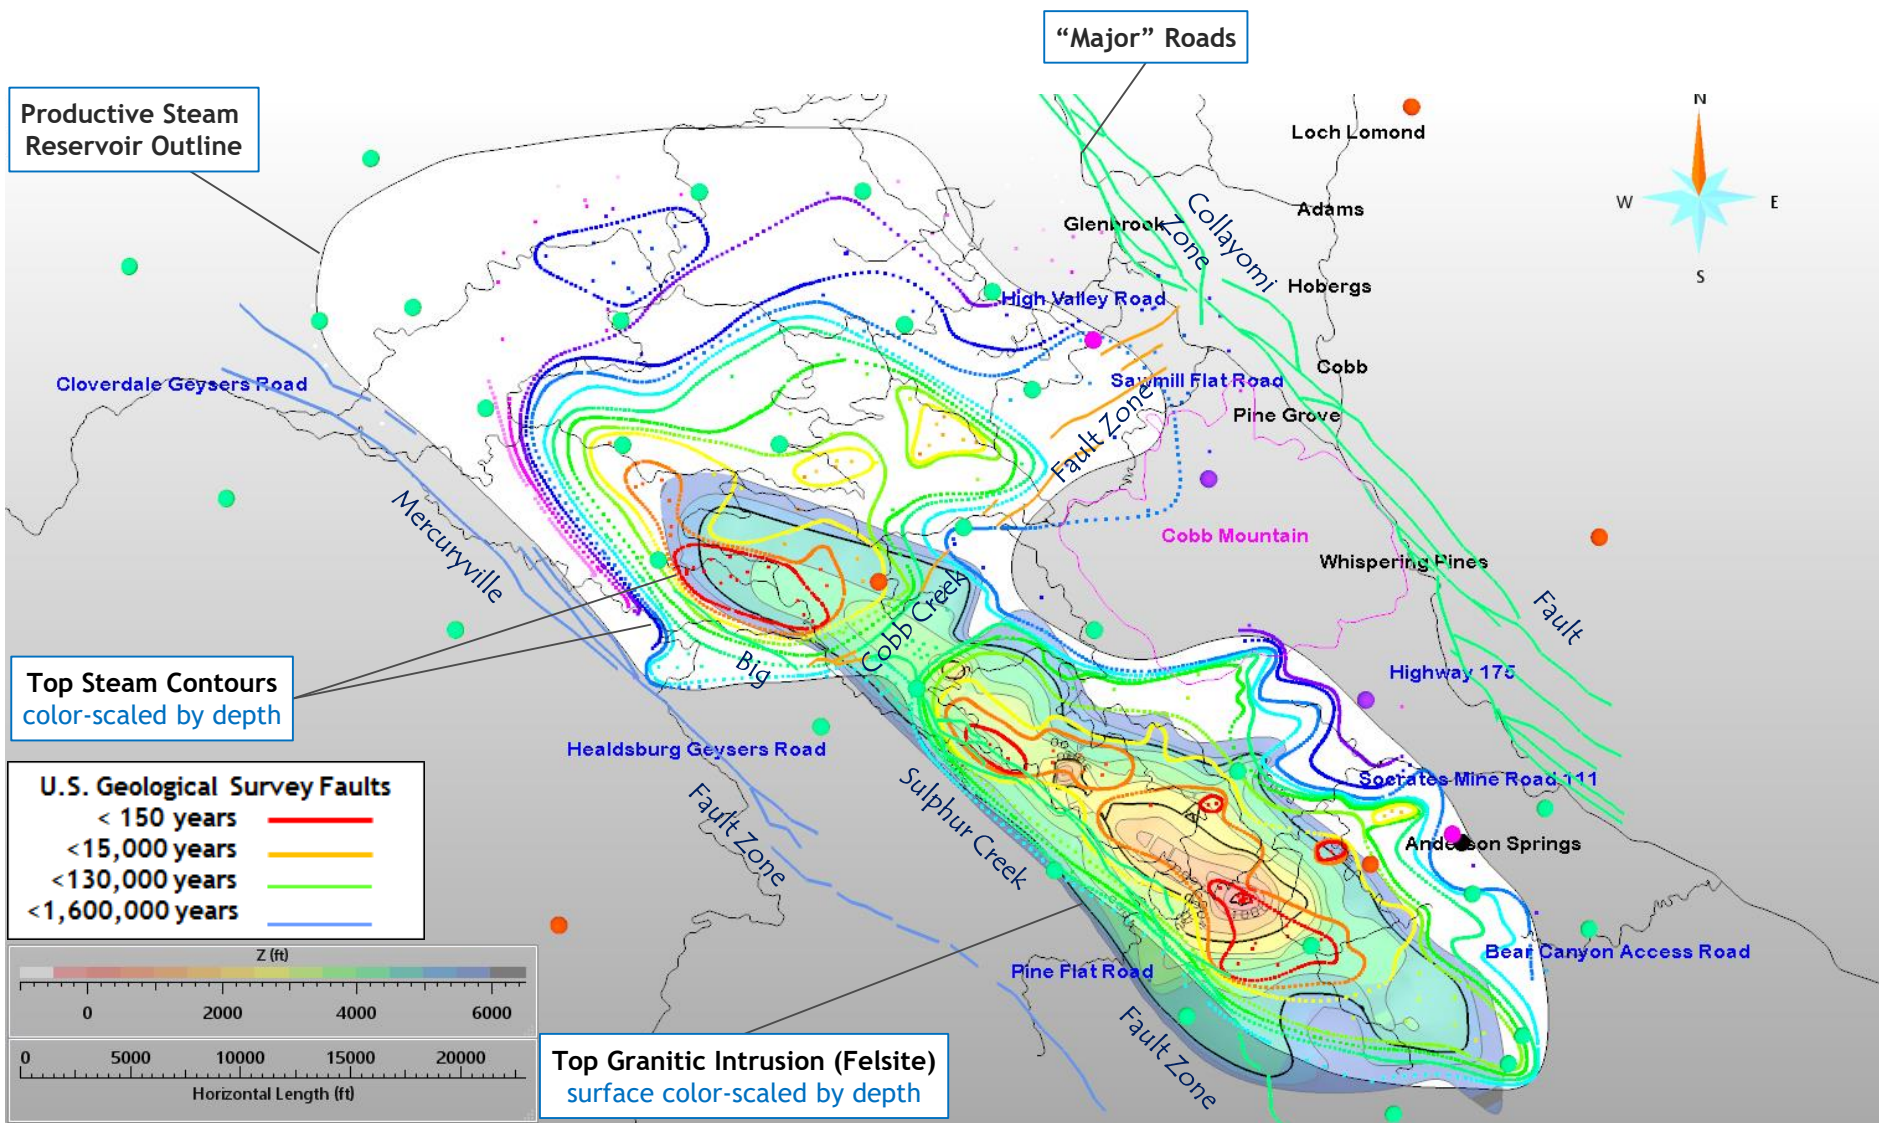 “Major” Roads
Productive Steam
Reservoir Outline
N
W
E
S
Loch Lomond
Adams
Glenbrook
Collayomi
Zone
Hobergs
High Valley Road
Cobb
Sawmill Flat Road
Pine Grove
Cloverdale Geysers Road
Fault Zone
Mercuryville
Cobb Mountain
Whispering Pines
Fault
Cobb Creek
Big
Highway 175
Top Steam Contours
color-scaled by depth
Healdsburg Geysers Road
Socrates Mine Road 111
Sulphur Creek
Fault Zone
Anderson Springs
U.S. Geological Survey Faults
< 150 years
<15,000 years
<130,000 years
<1,600,000 years
Bear Canyon Access Road
Pine Flat Road
Fault Zone
Z (ft)
0 2000 4000 6000
0 5000 10000 15000 20000
Horizontal Length (ft)
Top Granitic Intrusion (Felsite)
surface color-scaled by depth